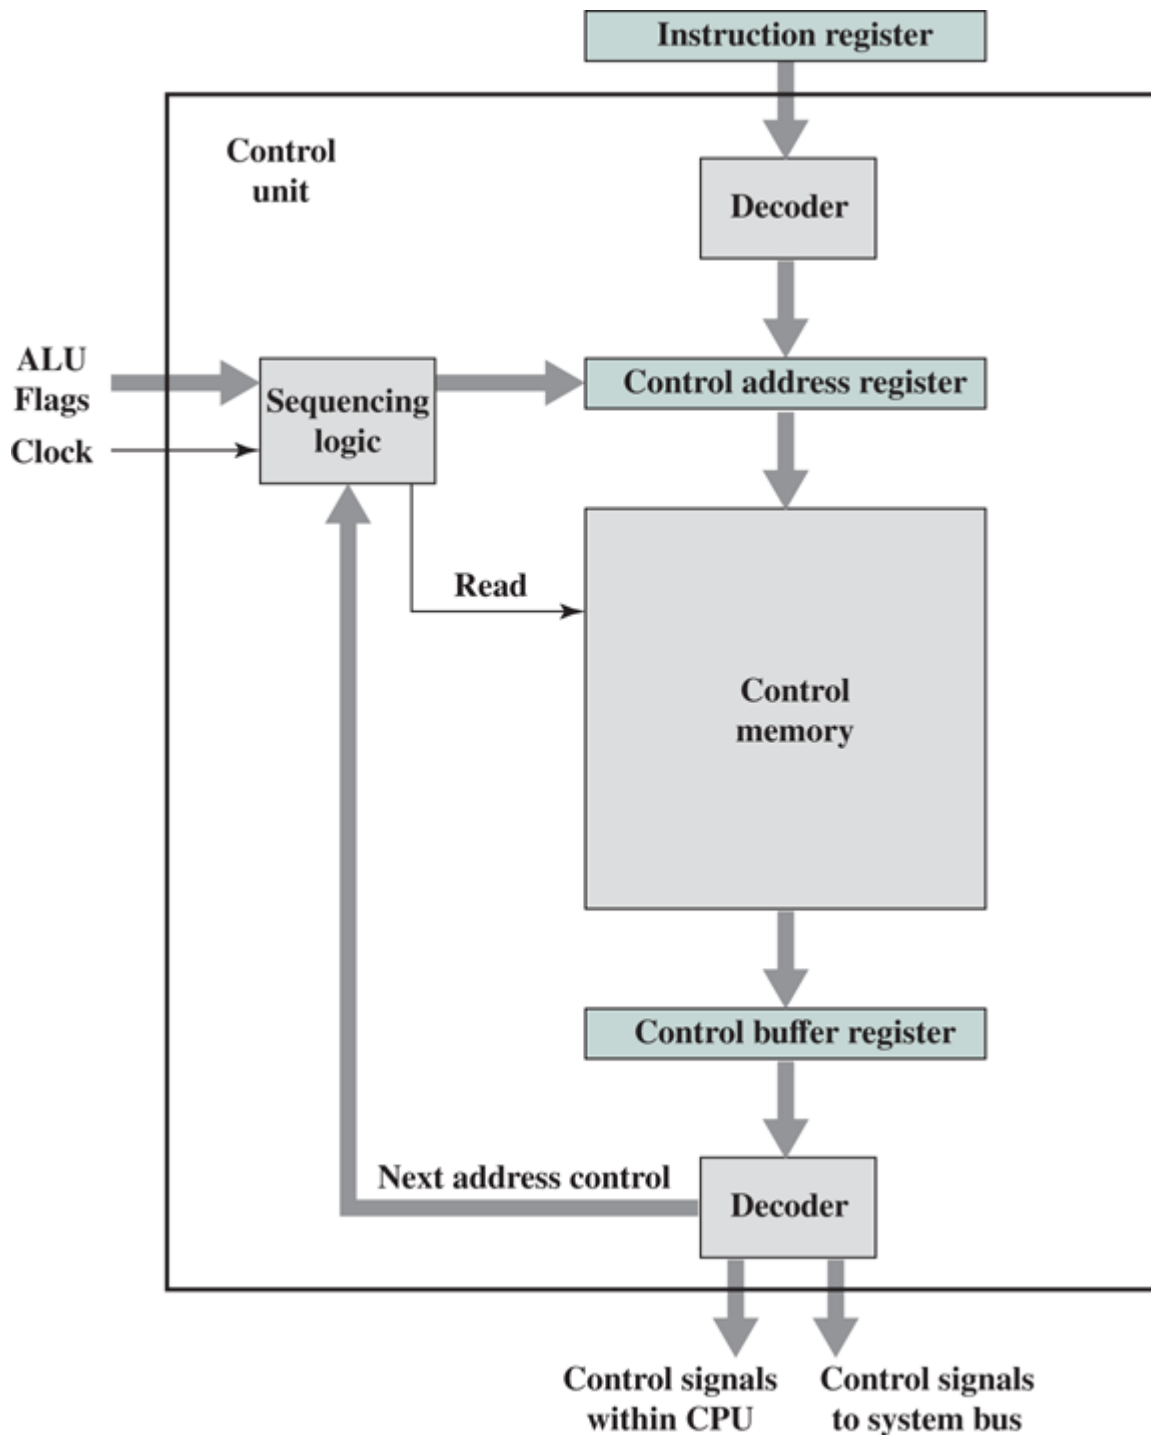 Instruction register
Control
unit
Decoder
ALU
Flags
Clock
Sequencing
logic
Control address register
Read
Control
memory
Control buffer register
Next address control
Decoder
Control signals
within CPU
Control signals
to system bus